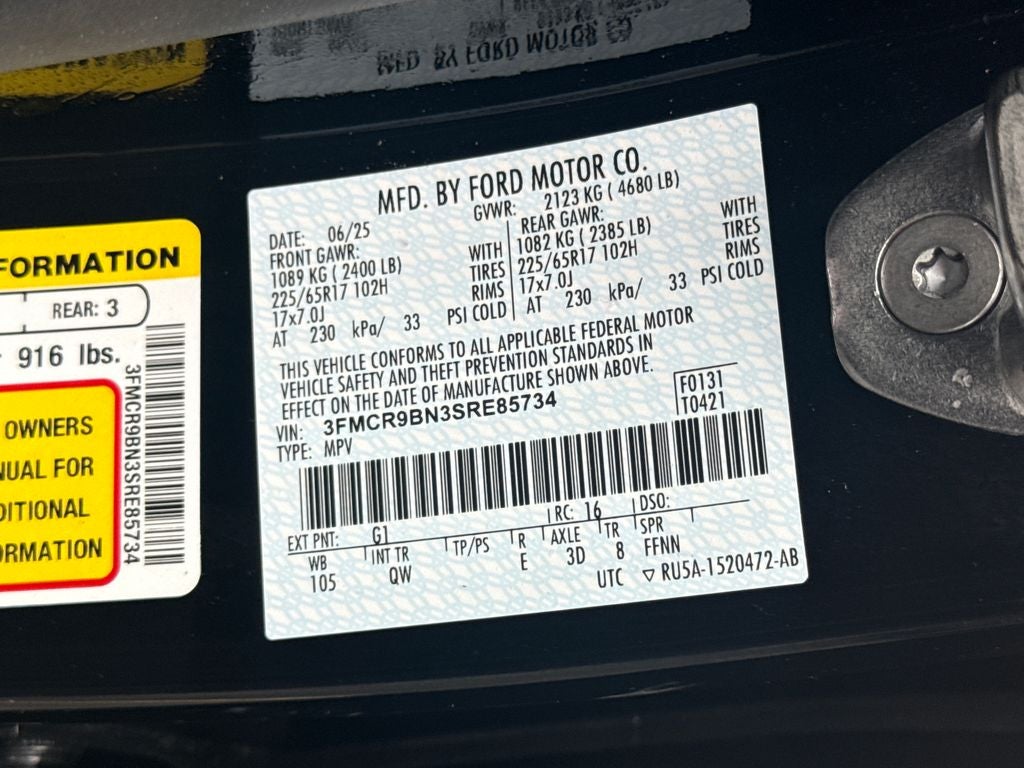 MFD. BY FORD MOTOR
FORMATION
REAR: 3
916 lbs.
3FMCR9BN3SRE85734
OWNERS
NUAL FOR
DITIONAL
ORMATION
MFD. BY FORD MOTOR CO.
DATE: 06/25 GVWR: 2123 KG ( 4680 LB)
FRONT GAWR: REAR GAWR:
1089 KG ( 2400 LB) WITH 1082 KG ( 2385 LB) WITH
225/65R17 102H TIRES 225/65R17 102H TIRES
17x7.0J RIMS 17x7.0J RIMS
AT 230 kPa/ 33 PSI COLD AT 230 kPa/ 33 PSI COLD
THIS VEHICLE CONFORMS TO ALL APPLICABLE FEDERAL MOTOR
VEHICLE SAFETY AND THEFT PREVENTION STANDARDS IN
EFFECT ON THE DATE OF MANUFACTURE SHOWN ABOVE.
VIN: 3FMCR9BN3SRE85734 F0131
TYPE: MPV T0421
EXT PNT: G1 RC: 16 DSO:
WB INT TR TP/PS R AXLE TR SPR
105 QW E 3D 8 FFNN
UTC ▽ RU5A-1520472-AB